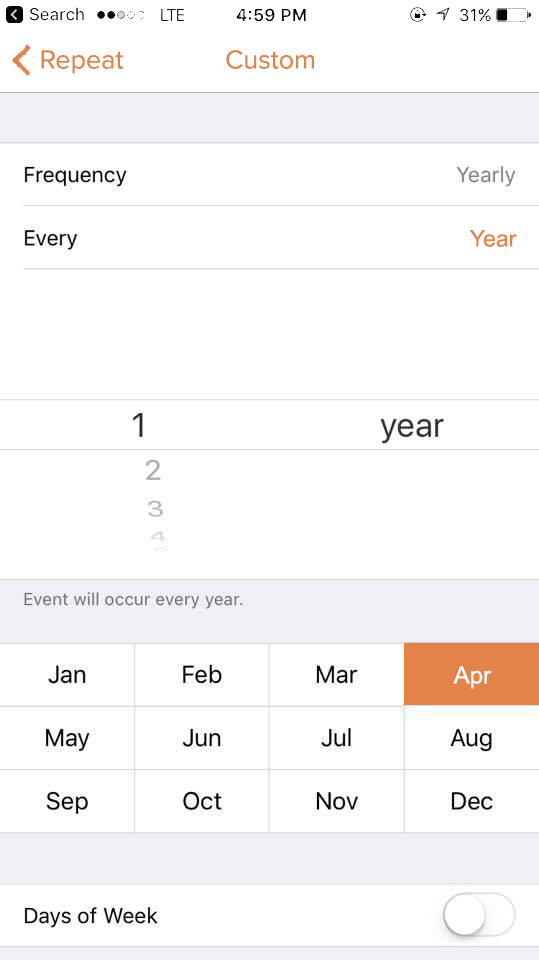 Search LTE 4:59 PM 31%
Repeat Custom
Frequency Yearly
Every Year
1 year
2
3
4
Event will occur every year.
Jan Feb Mar Apr
May Jun Jul Aug
Sep Oct Nov Dec
Days of Week